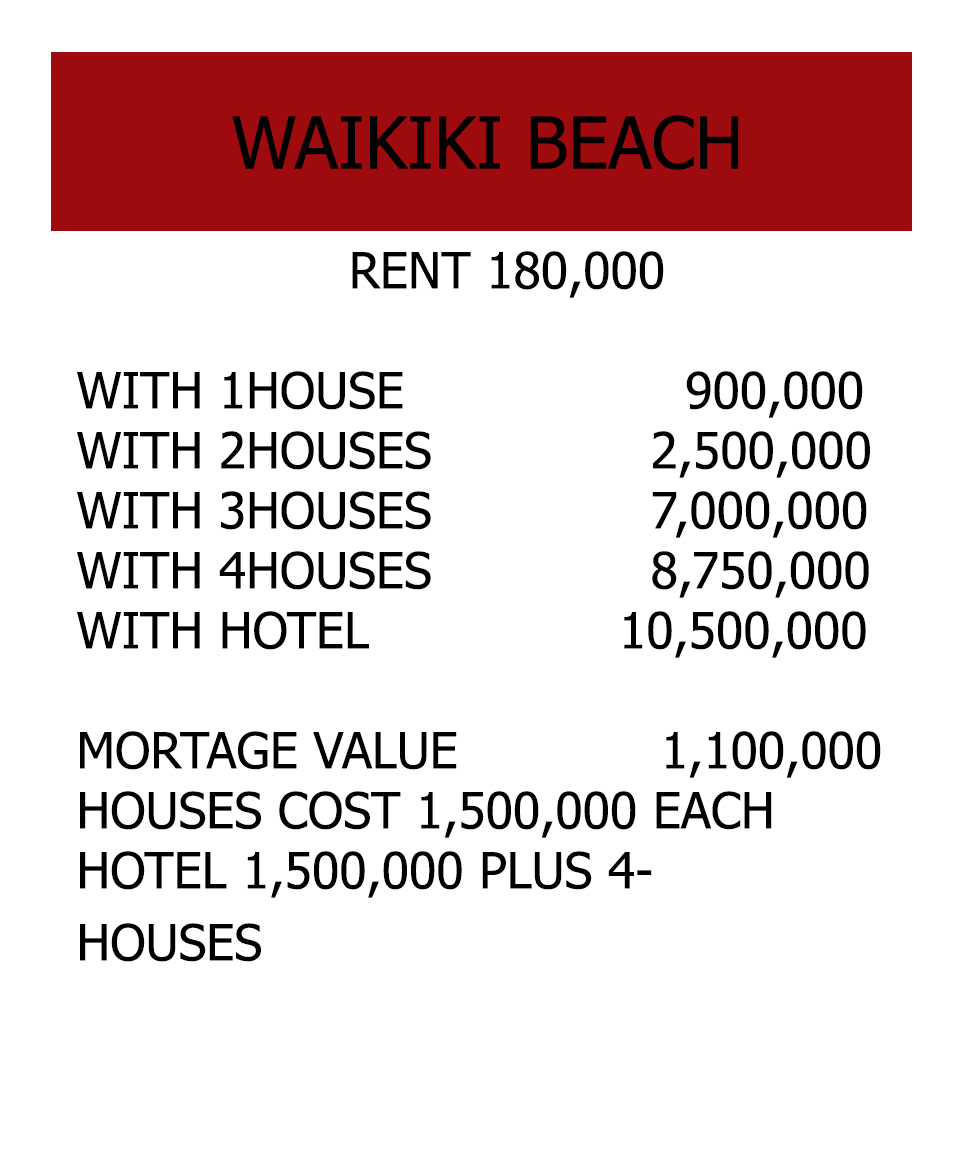 WAIKIKI BEACH
RENT 180,000
WITH 1HOUSE 900,000
WITH 2HOUSES 2,500,000
WITH 3HOUSES 7,000,000
WITH 4HOUSES 8,750,000
WITH HOTEL 10,500,000
MORTAGE VALUE 1,100,000
HOUSES COST 1,500,000 EACH
HOTEL 1,500,000 PLUS 4-
HOUSES